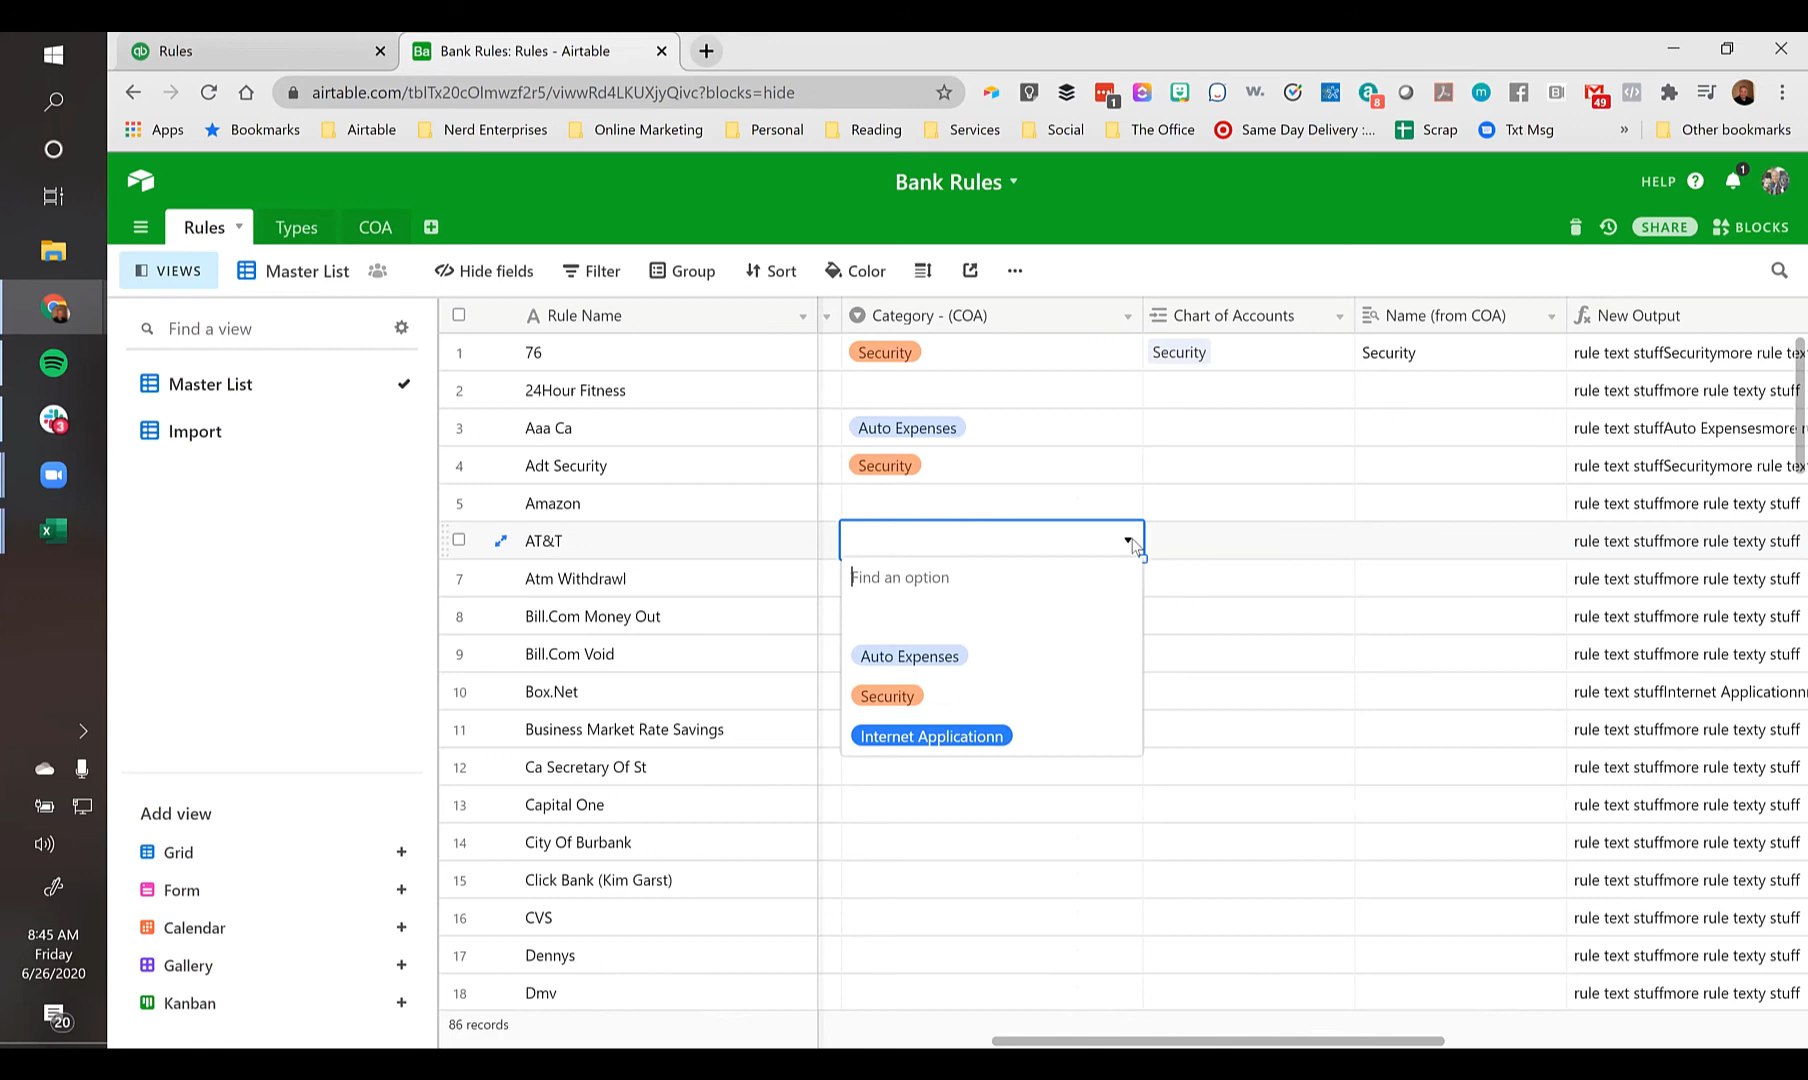 Rules
Bank Rules: Rules - Airtable
airtable.com/tblTx20cOlmwzf2r5/viwwRd4LKUXjyQivc?blocks=hide
Apps
Bookmarks
Airtable
Nerd Enterprises
Online Marketing
Personal
Reading
Services
Social
The Office
Same Day Delivery :...
Scrap
Txt Msg
»
Other bookmarks
Bank Rules
HELP
1
Rules
Types
COA
SHARE
BLOCKS
VIEWS
Master List
Hide fields
Filter
Group
Sort
Color
Find a view
Master List
Import
Add view
Grid
Form
Calendar
Gallery
Kanban
Rule Name
Category - (COA)
Chart of Accounts
Name (from COA)
New Output
1 76 Security Security Security rule text stuffSecuritymore rule tex
2 24Hour Fitness rule text stuffmore rule texty stuff
3 Aaa Ca Auto Expenses rule text stuffAuto Expensesmore r
4 Adt Security Security rule text stuffSecuritymore rule tex
5 Amazon rule text stuffmore rule texty stuff
AT&T rule text stuffmore rule texty stuff
Find an option
Auto Expenses
Security
Internet Applicationn
7 Atm Withdrawl rule text stuffmore rule texty stuff
8 Bill.Com Money Out rule text stuffmore rule texty stuff
9 Bill.Com Void rule text stuffmore rule texty stuff
10 Box.Net rule text stuffInternet Applicationn
11 Business Market Rate Savings rule text stuffmore rule texty stuff
12 Ca Secretary Of St rule text stuffmore rule texty stuff
13 Capital One rule text stuffmore rule texty stuff
14 City Of Burbank rule text stuffmore rule texty stuff
15 Click Bank (Kim Garst) rule text stuffmore rule texty stuff
16 CVS rule text stuffmore rule texty stuff
17 Dennys rule text stuffmore rule texty stuff
18 Dmv rule text stuffmore rule texty stuff
86 records
8:45 AM
Friday
6/26/2020
20
3
1
8
49